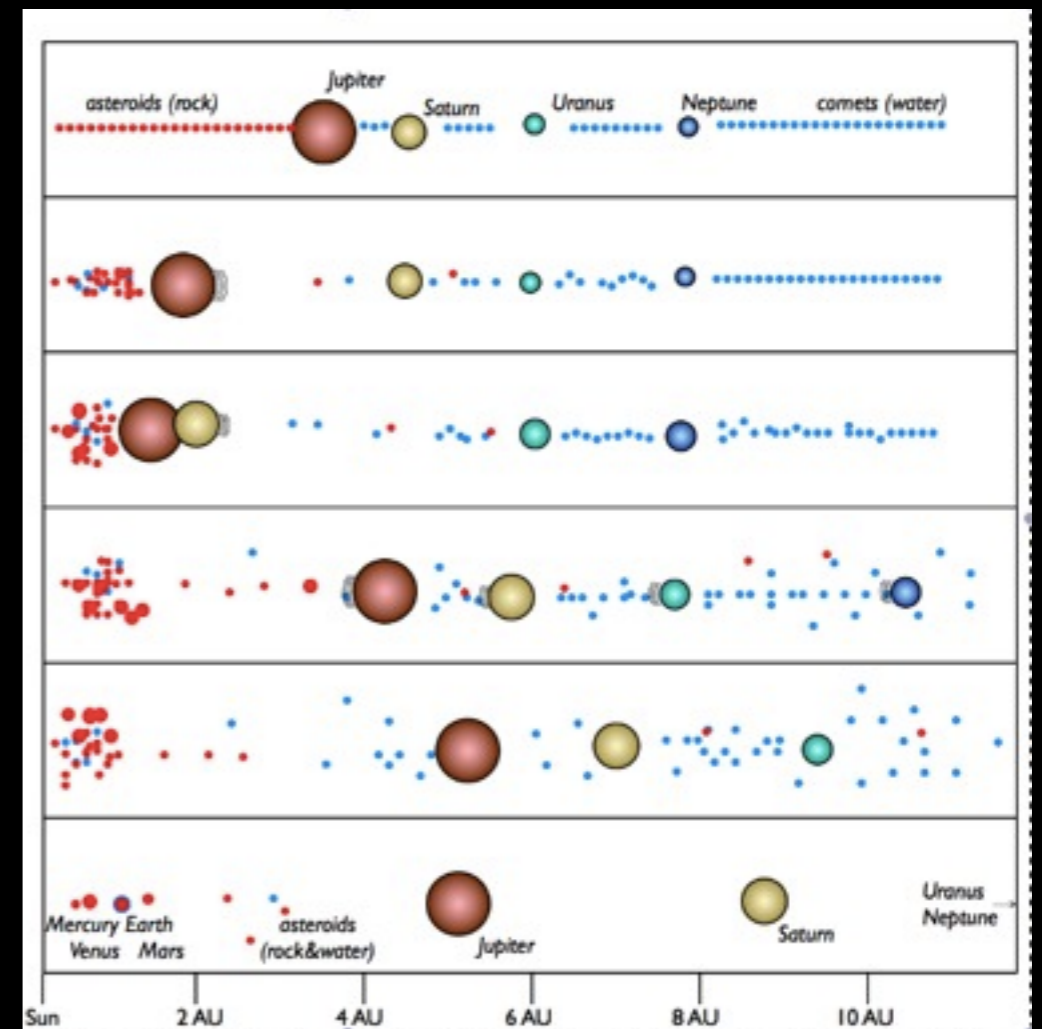 Jupiter
asteroids (rock)
Saturn
Uranus
Neptune
comets (water)
Mercury Earth
Venus Mars
asteroids
(rock&water)
Jupiter
Saturn
Uranus
Neptune
Sun
2 AU
4 AU
6 AU
8 AU
10 AU